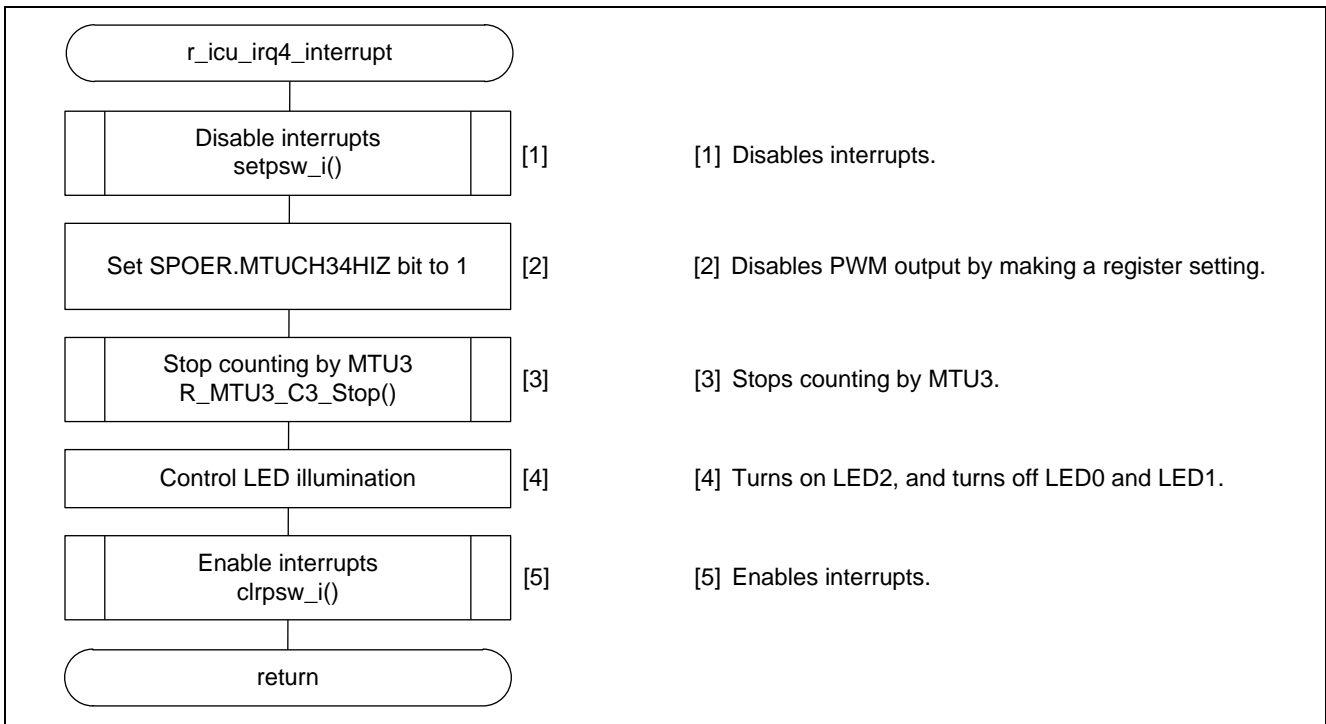 r_icu_irq4_interrupt
Disable interrupts
setpsw_i()
[1]
[1] Disables interrupts.
Set SPOER.MTUCH34HIZ bit to 1
[2]
[2] Disables PWM output by making a register setting.
Stop counting by MTU3
R_MTU3_C3_Stop()
[3]
[3] Stops counting by MTU3.
Control LED illumination
[4]
[4] Turns on LED2, and turns off LED0 and LED1.
Enable interrupts
clrpsw_i()
[5]
[5] Enables interrupts.
return